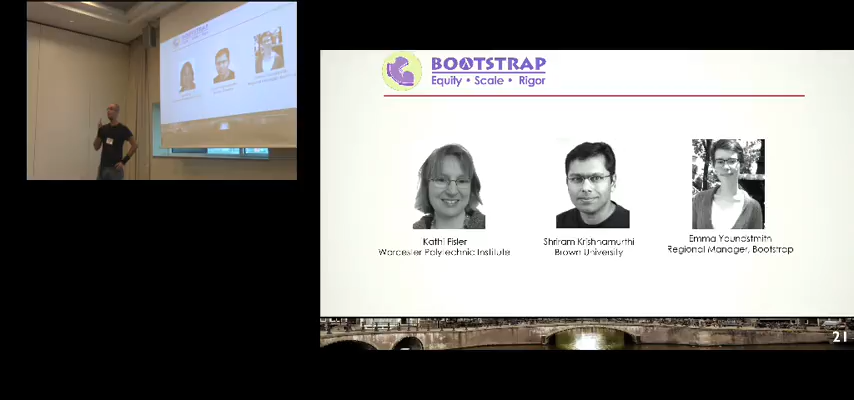 BOOTSTRAP
Equity • Scale • Rigor
Kathi Fisler
Worcester Polytechnic Institute
Shriram Krishnamurthi
Brown University
Emma Youndsmith
Regional Manager, Bootstrap
21
BOOTSTRAP